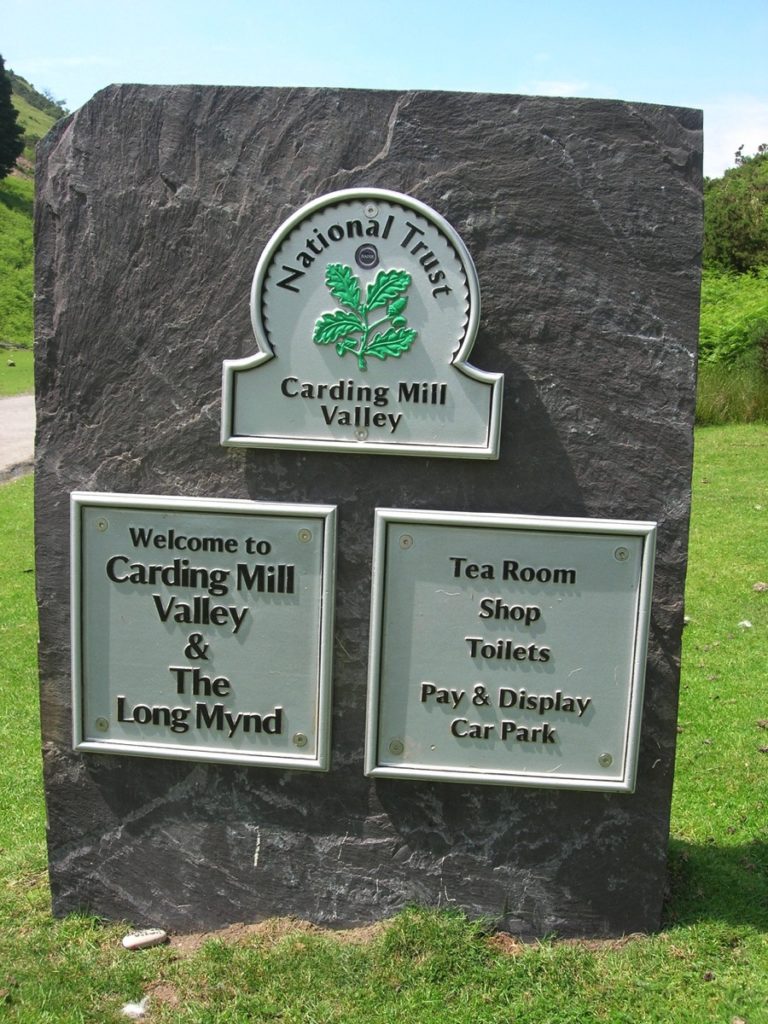 National Trust
Carding Mill
Valley
Welcome to
Carding Mill
Valley
&
The
Long Mynd
Tea Room
Shop
Toilets
Pay & Display
Car Park